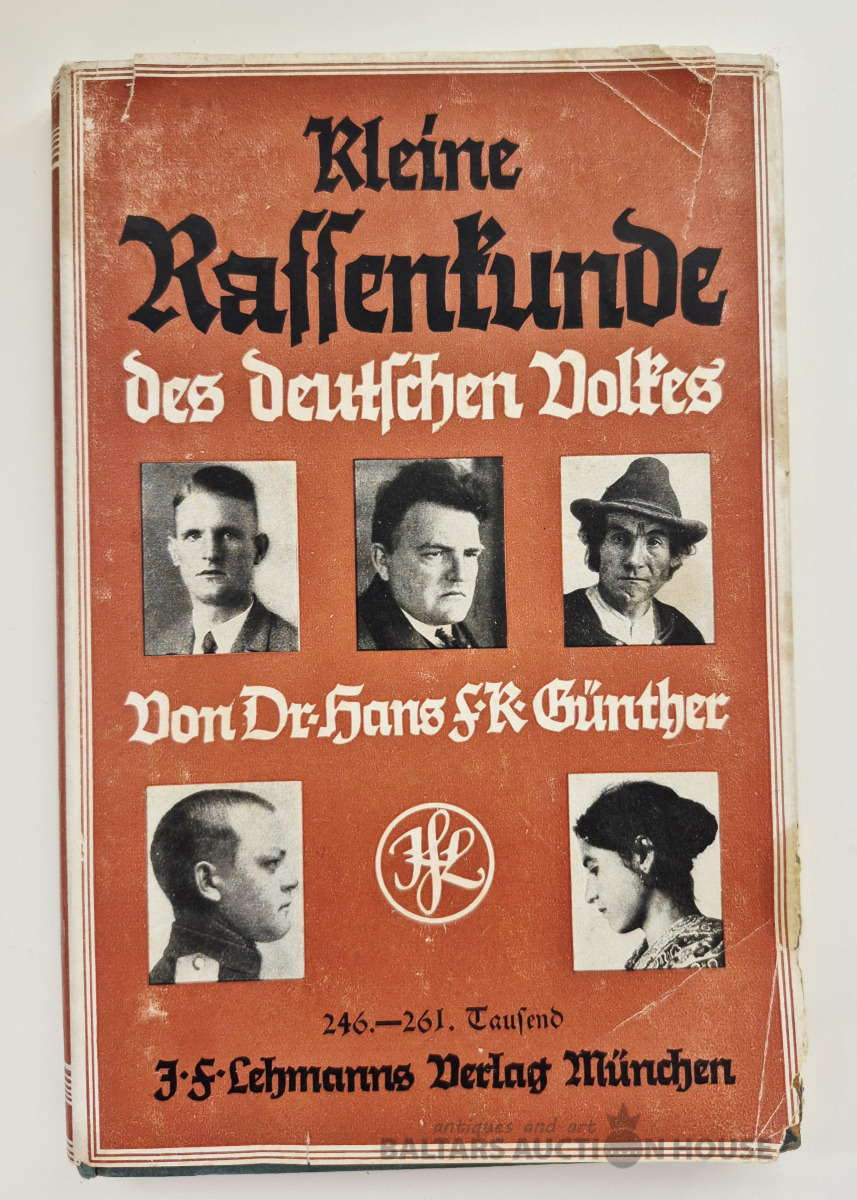 Kleine
Rassenkunde
des deutschen Volkes
Von Dr. Hans F. K. Günther
JFL
246.—261. Tausend
J. F. Lehmanns Verlag München
antiques and art
BALTARS AUCTION HOUSE